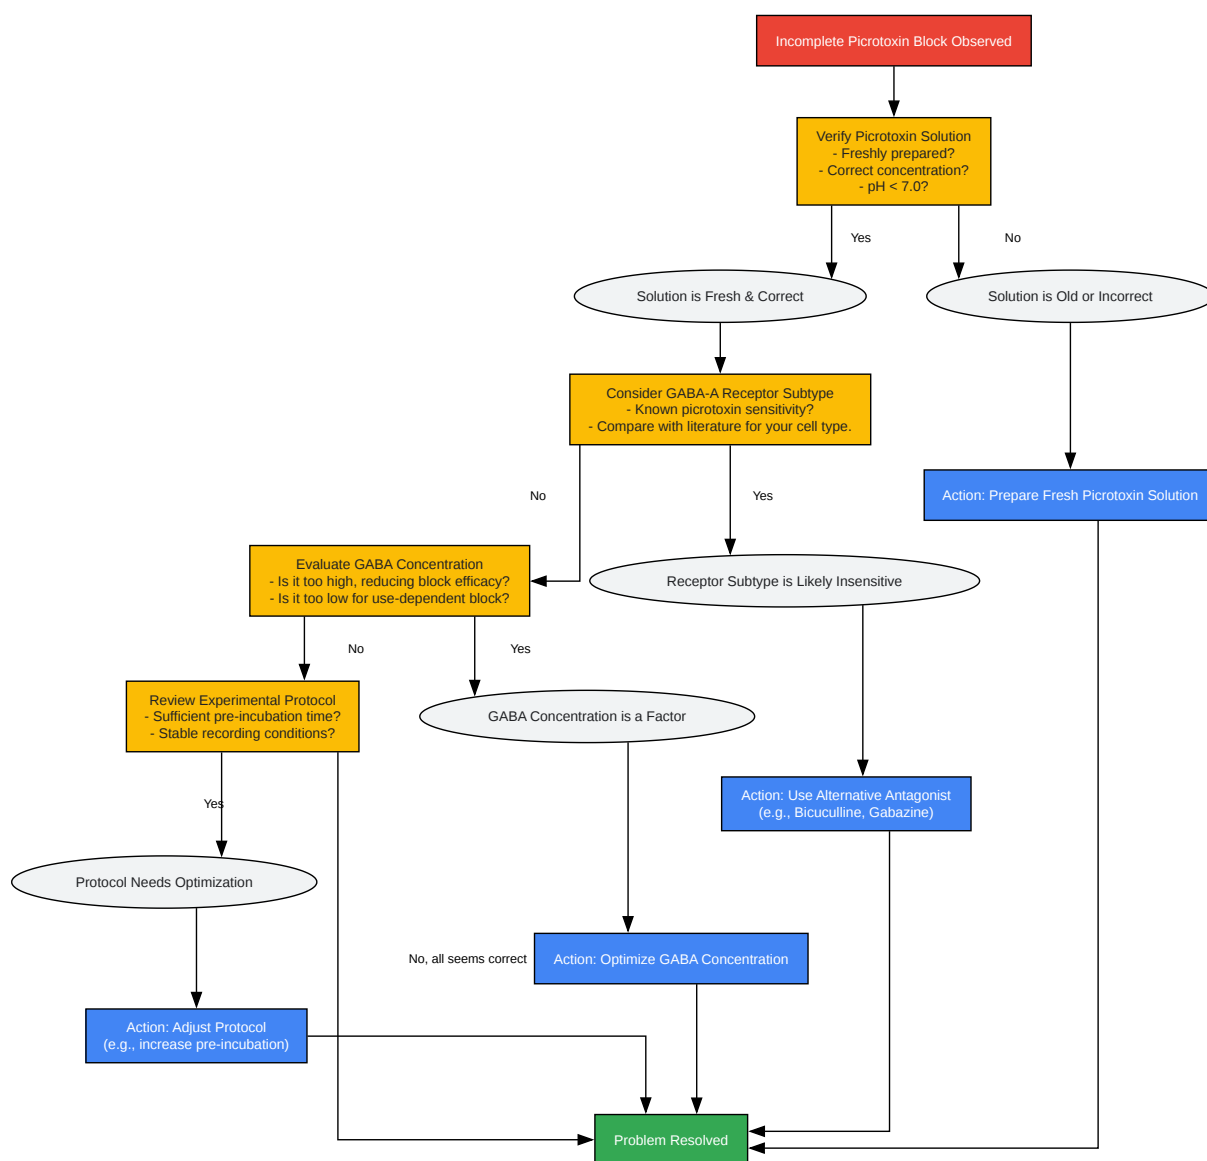 Incomplete Picrotoxin Block Observed
Verify Picrotoxin Solution
- Freshly prepared?
- Correct concentration?
- pH < 7.0?
Yes
No
Solution is Fresh & Correct
Solution is Old or Incorrect
Consider GABA-A Receptor Subtype
- Known picrotoxin sensitivity?
- Compare with literature for your cell type.
No
Yes
Action: Prepare Fresh Picrotoxin Solution
Evaluate GABA Concentration
- Is it too high, reducing block efficacy?
- Is it too low for use-dependent block?
Receptor Subtype is Likely Insensitive
No
Yes
Review Experimental Protocol
- Sufficient pre-incubation time?
- Stable recording conditions?
GABA Concentration is a Factor
Action: Use Alternative Antagonist
(e.g., Bicuculline, Gabazine)
Yes
Protocol Needs Optimization
No, all seems correct
Action: Optimize GABA Concentration
Action: Adjust Protocol
(e.g., increase pre-incubation)
Problem Resolved